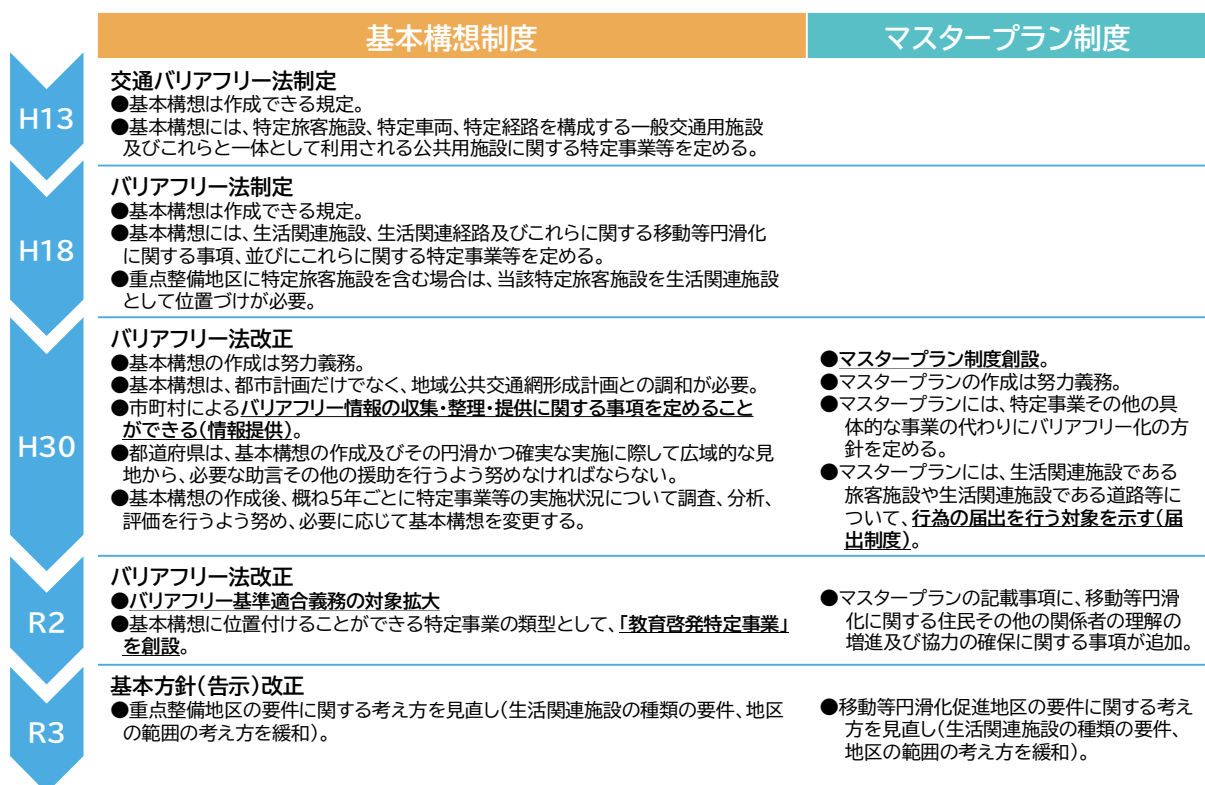 基本構想制度
マスタープラン制度
H13
交通バリアフリー法制定
●基本構想は作成できる規定。
●基本構想には、特定旅客施設、特定車両、特定経路を構成する一般交通用施設
及びこれらと一体として利用される公共用施設に関する特定事業等を定める。
H18
バリアフリー法制定
●基本構想は作成できる規定。
●基本構想には、生活関連施設、生活関連経路及びこれらに関する移動等円滑化
に関する事項、並びにこれらに関する特定事業等を定める。
●重点整備地区に特定旅客施設を含む場合は、当該特定旅客施設を生活関連施設
として位置づけが必要。
H30
バリアフリー法改正
●基本構想の作成は努力義務。
●基本構想は、都市計画だけでなく、地域公共交通網形成計画との調和が必要。
●市町村によるバリアフリー情報の収集・整理・提供に関する事項を定めること
ができる(情報提供)。
●都道府県は、基本構想の作成及びその円滑かつ確実な実施に際して広域的な見
地から、必要な助言その他の援助を行うよう努めなければならない。
●基本構想の作成後、概ね5年ごとに特定事業等の実施状況について調査、分析、
評価を行うよう努め、必要に応じて基本構想を変更する。
●マスタープラン制度創設。
●マスタープランの作成は努力義務。
●マスタープランには、特定事業その他の具
体的な事業の代わりにバリアフリー化の方
針を定める。
●マスタープランには、生活関連施設である
旅客施設や生活関連施設である道路等に
ついて、行為の届出を行う対象を示す(届
出制度)。
R2
バリアフリー法改正
●バリアフリー基準適合義務の対象拡大
●基本構想に位置付けることができる特定事業の類型として、「教育啓発特定事業」
を創設。
●マスタープランの記載事項に、移動等円滑
化に関する住民その他の関係者の理解の
増進及び協力の確保に関する事項が追加。
R3
基本方針(告示)改正
●重点整備地区の要件に関する考え方を見直し(生活関連施設の種類の要件、地区
の範囲の考え方を緩和)。
●移動等円滑化促進地区の要件に関する考え
方を見直し(生活関連施設の種類の要件、
地区の範囲の考え方を緩和)。